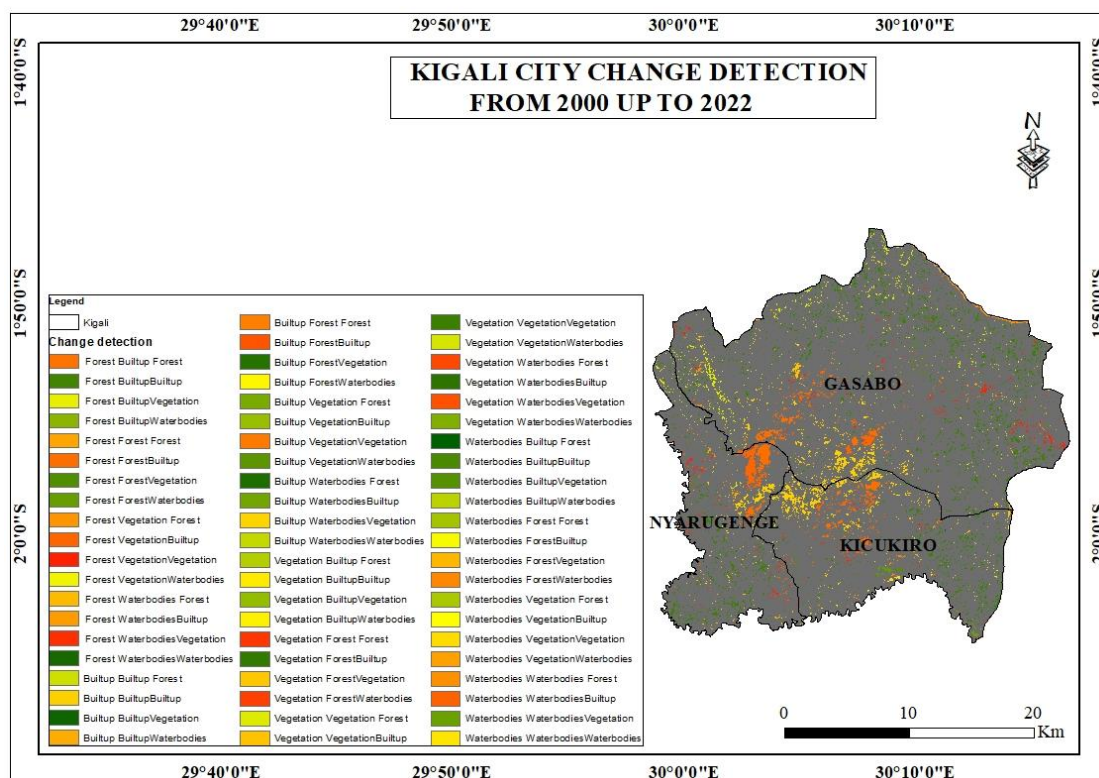 29°40'0"E 29°50'0"E 30°0'0"E 30°10'0"E
1°40'0"S
1°40'0"S
KIGALI CITY CHANGE DETECTION
FROM 2000 UP TO 2022
N
1°50'0"S
1°50'0"S
Legend
Kigali
Change detection
Forest Builtup Forest
Forest BuiltupBuiltup
Forest BuiltupVegetation
Forest BuiltupWaterbodies
Forest Forest Forest
Forest ForestBuiltup
Forest ForestVegetation
Forest ForestWaterbodies
Forest Vegetation Forest
Forest VegetationBuiltup
Forest VegetationVegetation
Forest VegetationWaterbodies
Forest Waterbodies Forest
Forest WaterbodiesBuiltup
Forest WaterbodiesVegetation
Forest WaterbodiesWaterbodies
Builtup Builtup Forest
Builtup BuiltupBuiltup
Builtup BuiltupVegetation
Builtup BuiltupWaterbodies
Builtup Forest Forest
Builtup ForestBuiltup
Builtup ForestVegetation
Builtup ForestWaterbodies
Builtup Vegetation Forest
Builtup VegetationBuiltup
Builtup VegetationVegetation
Builtup VegetationWaterbodies
Builtup Waterbodies Forest
Builtup WaterbodiesBuiltup
Builtup WaterbodiesVegetation
Builtup WaterbodiesWaterbodies
Vegetation Builtup Forest
Vegetation BuiltupBuiltup
Vegetation BuiltupVegetation
Vegetation BuiltupWaterbodies
Vegetation Forest Forest
Vegetation ForestBuiltup
Vegetation ForestVegetation
Vegetation ForestWaterbodies
Vegetation Vegetation Forest
Vegetation VegetationBuiltup
Vegetation VegetationVegetation
Vegetation VegetationWaterbodies
Vegetation Waterbodies Forest
Vegetation WaterbodiesBuiltup
Vegetation WaterbodiesVegetation
Vegetation WaterbodiesWaterbodies
Waterbodies Builtup Forest
Waterbodies BuiltupBuiltup
Waterbodies BuiltupVegetation
Waterbodies BuiltupWaterbodies
Waterbodies Forest Forest
Waterbodies ForestBuiltup
Waterbodies ForestVegetation
Waterbodies ForestWaterbodies
Waterbodies Vegetation Forest
Waterbodies VegetationBuiltup
Waterbodies VegetationVegetation
Waterbodies VegetationWaterbodies
Waterbodies Waterbodies Forest
Waterbodies WaterbodiesBuiltup
Waterbodies WaterbodiesVegetation
Waterbodies WaterbodiesWaterbodies
GASABO
NYARUGENGE
KICUKIRO
2°0'0"S
2°0'0"S
0 10 20
Km
29°40'0"E 29°50'0"E 30°0'0"E 30°10'0"E